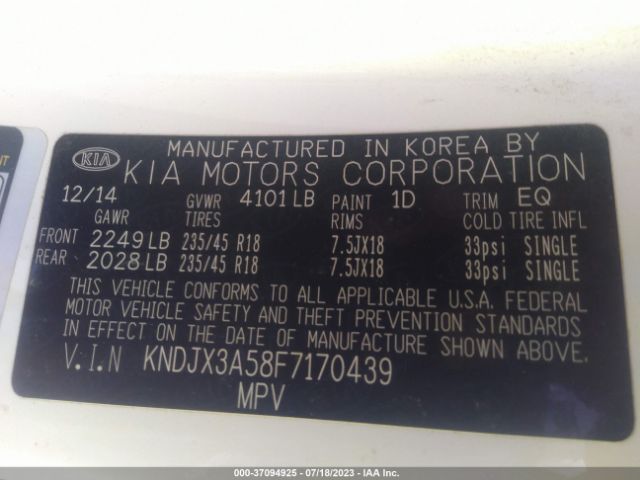 MANUFACTURED IN KOREA BY
KIA KIA MOTORS CORPORATION
12/14 GVWR 4101 LB PAINT 1D TRIM EQ
GAWR TIRES RIMS COLD TIRE INFL
FRONT 2249 LB 235/45 R18 7.5JX18 33psi SINGLE
REAR 2028 LB 235/45 R18 7.5JX18 33psi SINGLE
THIS VEHICLE CONFORMS TO ALL APPLICABLE U.S.A. FEDERAL
MOTOR VEHICLE SAFETY AND THEFT PREVENTION STANDARDS
IN EFFECT ON THE DATE OF MANUFACTURE SHOWN ABOVE.
V.I.N KNDJX3A58F7170439
MPV
000-37094925 - 07/18/2023 - IAA Inc.